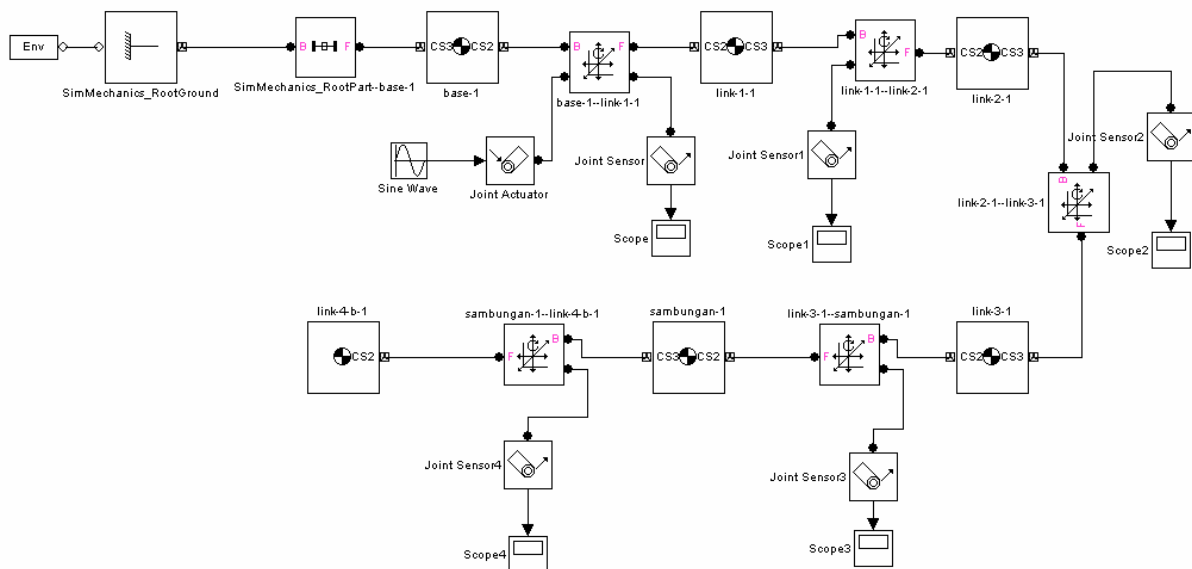 Env
SimMechanics_RootGround
B F
SimMechanics_RootPart--base-1
CS3 CS2
base-1
B F
base-1--link-1-1
CS2 CS3
link-1-1
B F
link-1-1--link-2-1
CS2 CS3
link-2-1
Sine Wave
Joint Actuator
Joint Sensor
Scope
Joint Sensor1
Scope1
Joint Sensor2
Scope2
B
link-2-1--link-3-1
F
link-4-b-1
CS2
sambungan-1--link-4-b-1
F B
sambungan-1
CS3 CS2
link-3-1--sambungan-1
F B
link-3-1
CS2 CS3
Joint Sensor4
Scope4
Joint Sensor3
Scope3